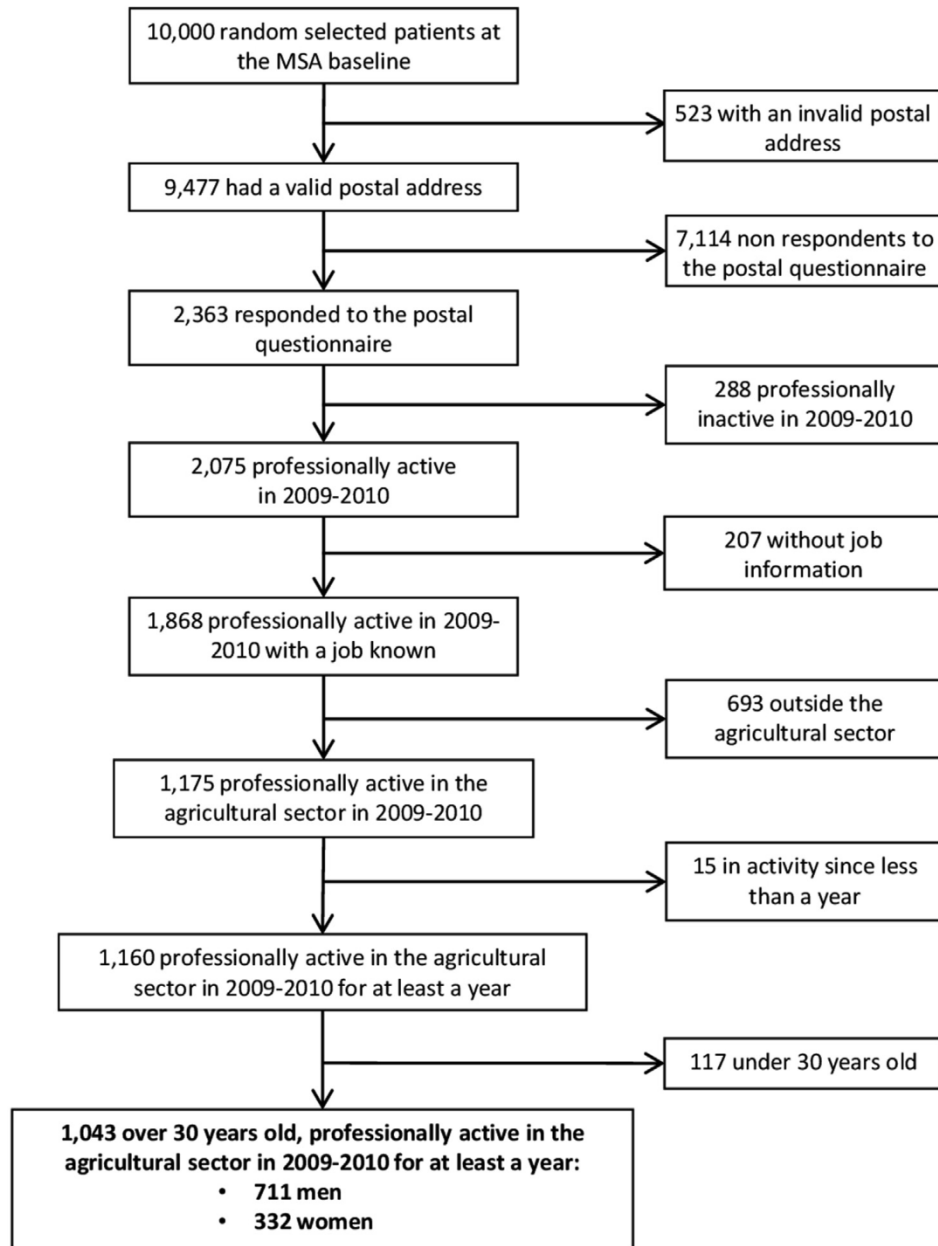 10,000 random selected patients at
the MSA baseline
523 with an invalid postal
address
9,477 had a valid postal address
7,114 non respondents to
the postal questionnaire
2,363 responded to the postal
questionnaire
288 professionally
inactive in 2009-2010
2,075 professionally active
in 2009-2010
207 without job
information
1,868 professionally active in 2009-
2010 with a job known
693 outside the
agricultural sector
1,175 professionally active in the
agricultural sector in 2009-2010
15 in activity since less
than a year
1,160 professionally active in the agricultural
sector in 2009-2010 for at least a year
117 under 30 years old
1,043 over 30 years old, professionally active in the
agricultural sector in 2009-2010 for at least a year:
• 711 men
• 332 women